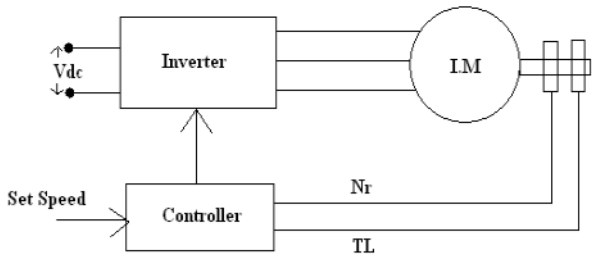 Inverter
I.M
Vdc
Nr
Set Speed
Controller
TL